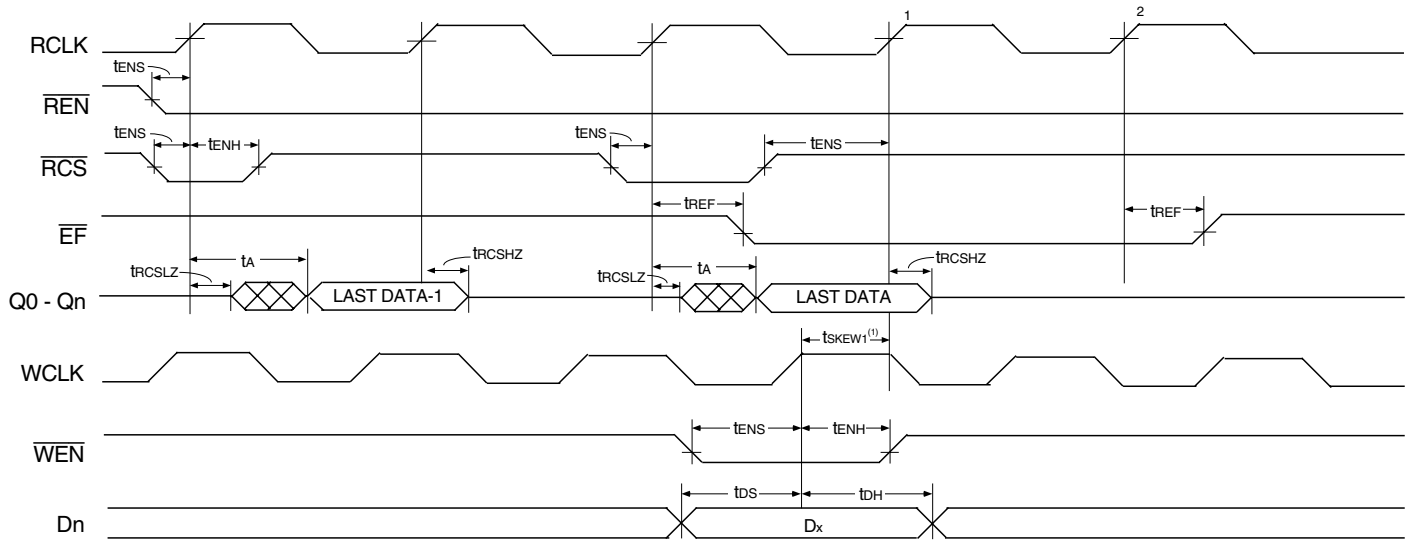 1
2
RCLK
tENS
REN
tENS
tENH
tENS
tENS
RCS
tREF
tREF
EF
tRCSLZ
tA
tRCSHZ
tRCSLZ
tA
tRCSHZ
Q0 - Qn
LAST DATA-1
LAST DATA
tSKEW1(1)
WCLK
tENS
tENH
WEN
tDS
tDH
Dn
Dx